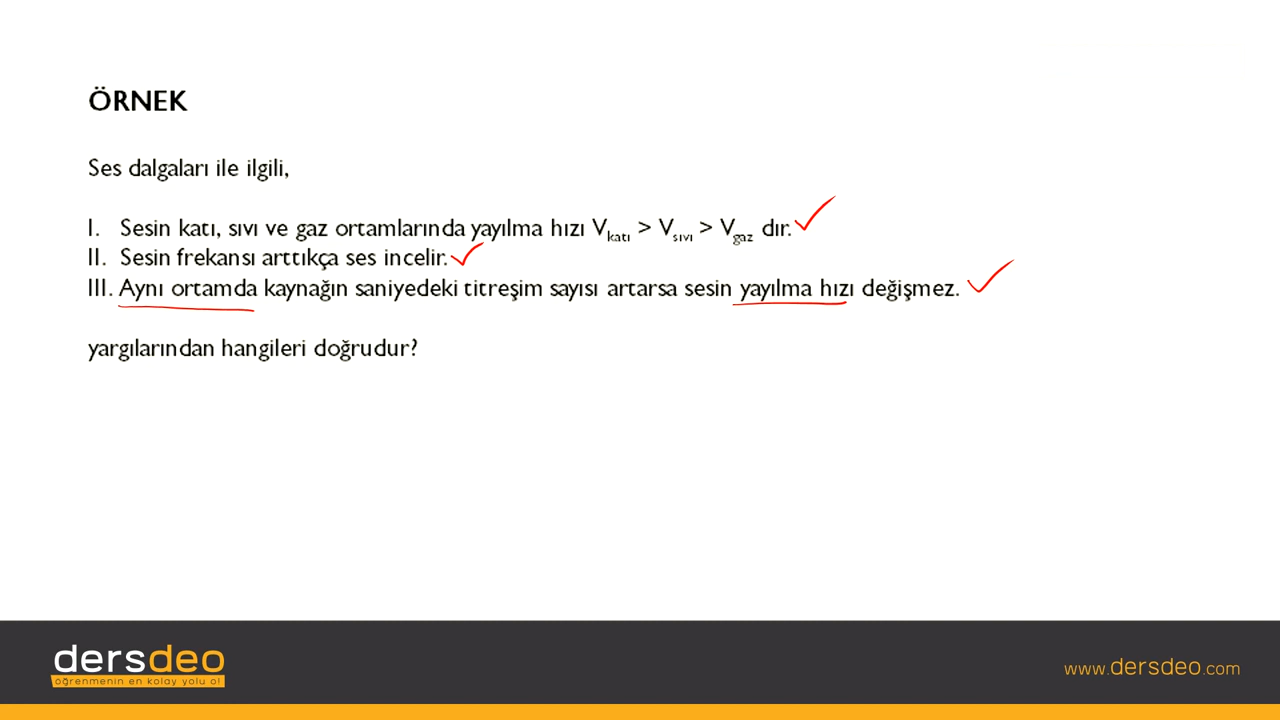 ÖRNEK
Ses dalgaları ile ilgili,
I. Sesin katı, sıvı ve gaz ortamlarında yayılma hızı Vkatı > Vsıvı > Vgaz dır.
II. Sesin frekansı arttıkça ses incelir.
III. Aynı ortamda kaynağın saniyedeki titreşim sayısı artarsa sesin yayılma hızı değişmez.
yargılarından hangileri doğrudur?
dersdeo
öğrenmenin en kolay yolu o!
www.dersdeo.com